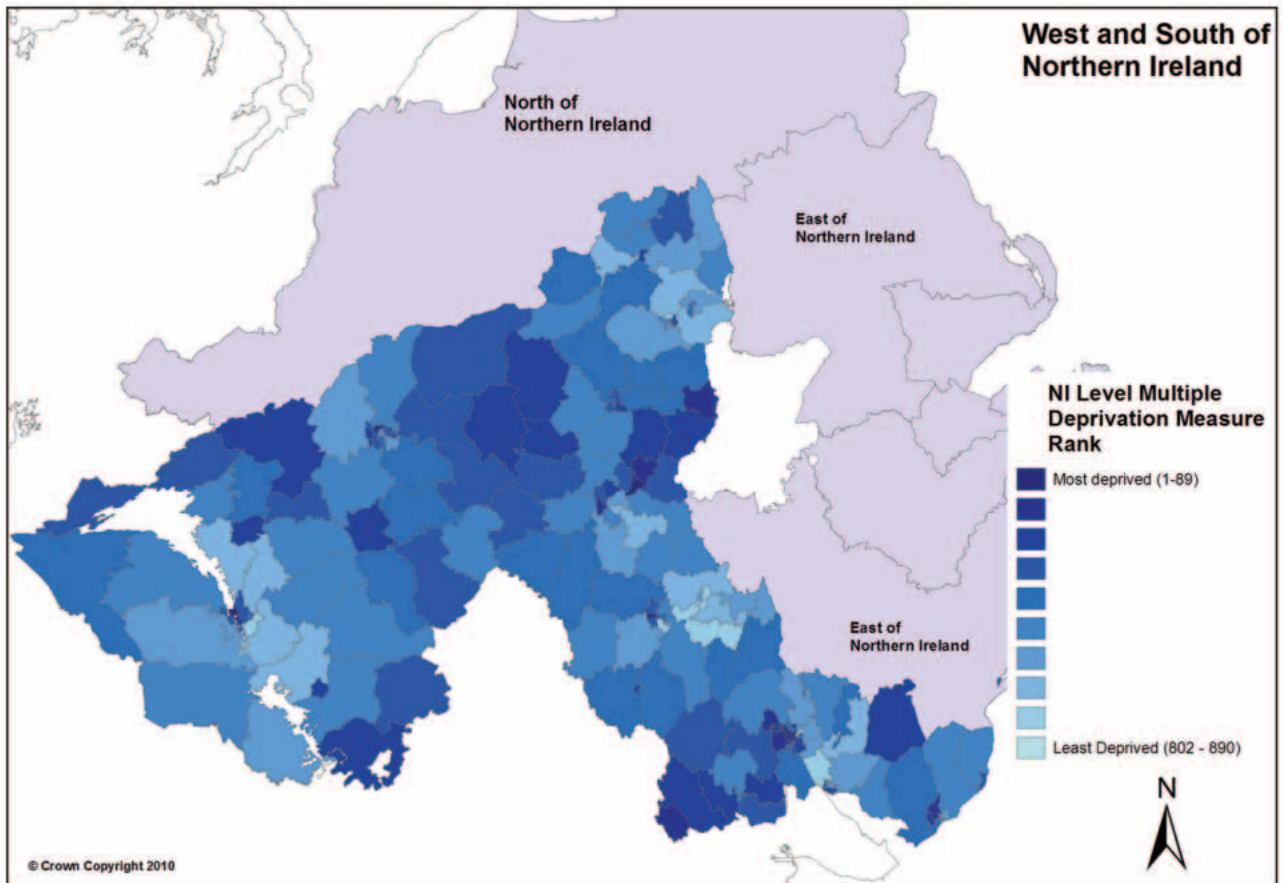 West and South of
Northern Ireland
North of
Northern Ireland
East of
Northern Ireland
NI Level Multiple
Deprivation Measure
Rank
Most deprived (1-89)
East of
Northern Ireland
Least Deprived (802 - 890)
N
© Crown Copyright 2010